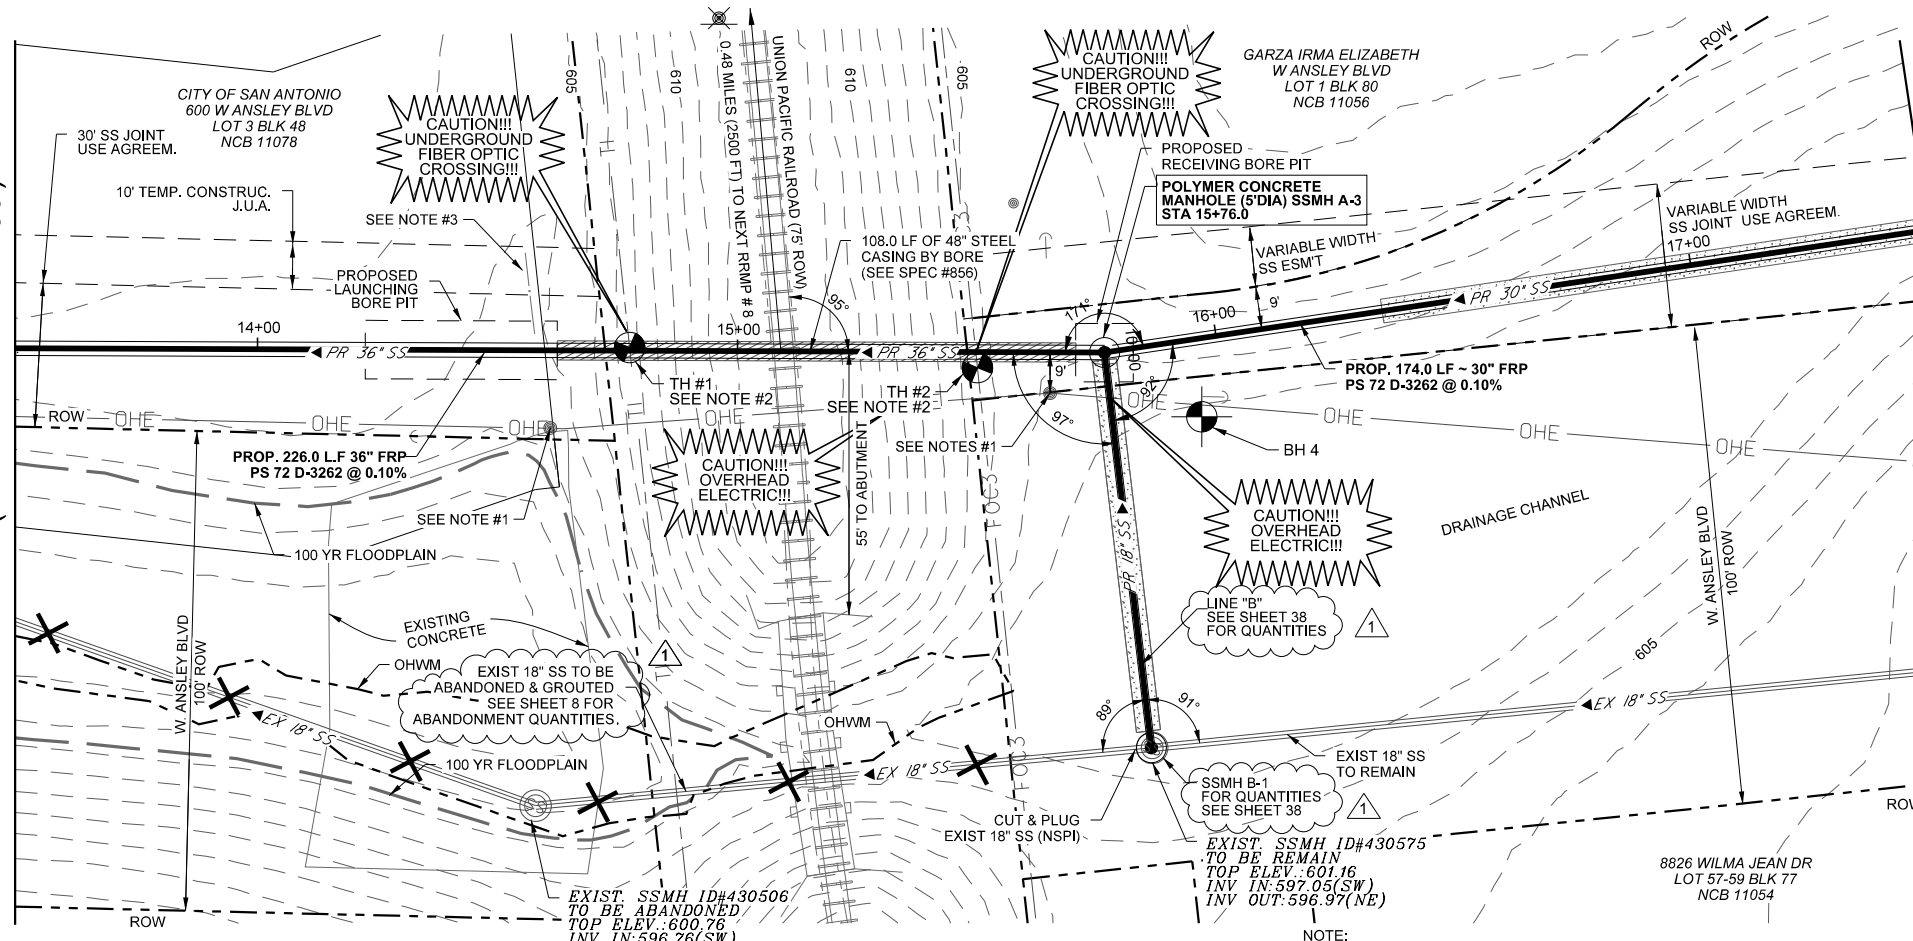 CITY OF SAN ANTONIO
600 W ANSLEY BLVD
LOT 3 BLK 48
NCB 11078
30' SS JOINT
USE AGREEM.
10' TEMP. CONSTRUC.
J.U.A.
CAUTION!!!
UNDERGROUND
FIBER OPTIC
CROSSING!!!
SEE NOTE #3
PROPOSED
LAUNCHING
BORE PIT
605
610
0.48 MILES (2500 FT) TO NEXT RRMP # 8
UNION PACIFIC RAILROAD (75' ROW)
610
605
CAUTION!!!
UNDERGROUND
FIBER OPTIC
CROSSING!!!
GARZA IRMA ELIZABETH
W ANSLEY BLVD
LOT 1 BLK 80
NCB 11056
ROW
PROPOSED
RECEIVING BORE PIT
POLYMER CONCRETE
MANHOLE (5'DIA) SSMH A-3
STA 15+76.0
108.0 LF OF 48" STEEL
CASING BY BORE
(SEE SPEC #856)
VARIABLE WIDTH
SS ESM'T
VARIABLE WIDTH
SS JOINT USE AGREEM.
17+00
14+00
15+00
95°
171°
16+00
9'
PR 30" SS
PR 36" SS
PR 36" SS
TH #1
SEE NOTE #2
TH #2
SEE NOTE #2
9'
97°
92°
PROP. 174.0 LF ~ 30" FRP
PS 72 D-3262 @ 0.10%
ROW
OHE
OHE
OHE
OHE
OHE
OHE
OHE
OHE
PROP. 226.0 L.F 36" FRP
PS 72 D-3262 @ 0.10%
CAUTION!!!
OVERHEAD
ELECTRIC!!!
55' TO ABUTMENT
SEE NOTES #1
BH 4
SEE NOTE #1
100 YR FLOODPLAIN
FOC3
PR 18" SS
CAUTION!!!
OVERHEAD
ELECTRIC!!!
DRAINAGE CHANNEL
W. ANSLEY BLVD
100' ROW
LINE "B"
SEE SHEET 38
FOR QUANTITIES
1
605
EXISTING
CONCRETE
W. ANSLEY BLVD
100' ROW
OHWM
EXIST 18" SS TO BE
ABANDONED & GROUTED
SEE SHEET 8 FOR
ABANDONMENT QUANTITIES.
1
EX 18" SS
OHWM
89°
91°
EX 18" SS
100 YR FLOODPLAIN
EX 18" SS
EXIST 18" SS
TO REMAIN
SSMH B-1
FOR QUANTITIES
SEE SHEET 38
1
CUT & PLUG
EXIST 18" SS (NSPI)
ROW
EXIST. SSMH ID#430575
TO BE REMAIN
TOP ELEV.:601.16
INV IN:597.05(SW)
INV OUT:596.97(NE)
8826 WILMA JEAN DR
LOT 57-59 BLK 77
NCB 11054
EXIST. SSMH ID#430506
TO BE ABANDONED
TOP ELEV.:600.76
INV IN:596.76(SW)
ROW
NOTE: